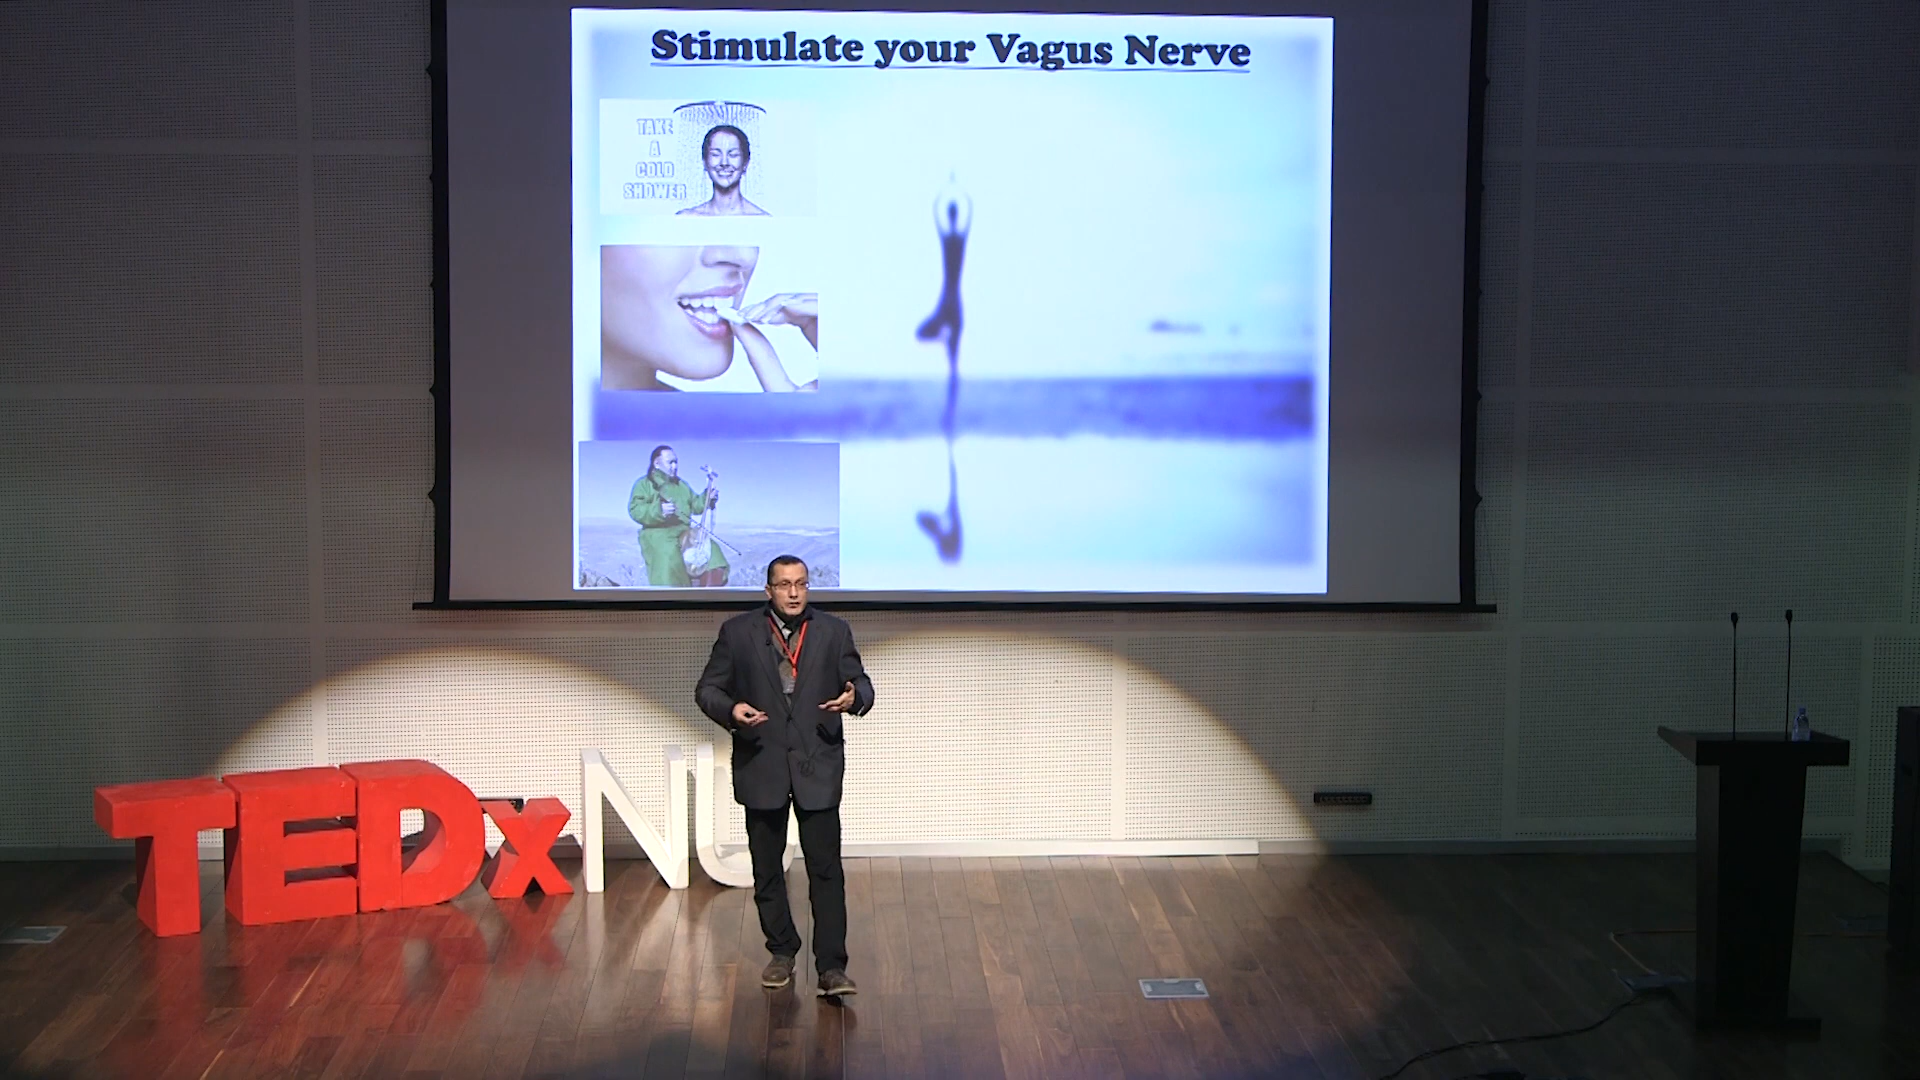 Stimulate your Vagus Nerve
TAKE
A
COLD
SHOWER
TEDxNU